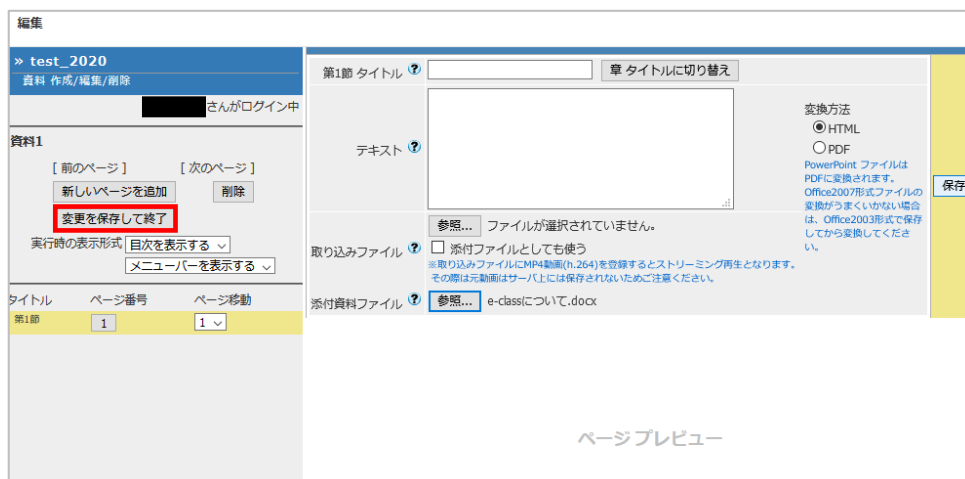 編集
» test_2020
資料 作成/編集/削除
さんがログイン中
資料1
[ 前のページ ] [ 次のページ ]
新しいページを追加 削除
変更を保存して終了
実行時の表示形式 目次を表示する
メニューバーを表示する
タイトル ページ番号 ページ移動
第1節 1 1
第1節 タイトル ? 章 タイトルに切り替え
テキスト ?
変換方法
HTML
PDF
PowerPoint ファイルは
PDFに変換されます。
Office2007形式ファイルの
変換がうまくいかない場合
は、Office2003形式で保存
してから変換してくださ
い。
保存
取り込みファイル ? 参照... ファイルが選択されていません。
添付ファイルとしても使う
※取り込みファイルにMP4動画(h.264)を登録するとストリーミング再生となります。
その際は元動画はサーバ上には保存されないためご注意ください。
添付資料ファイル ? 参照... e-classについて.docx
ページ プレビュー